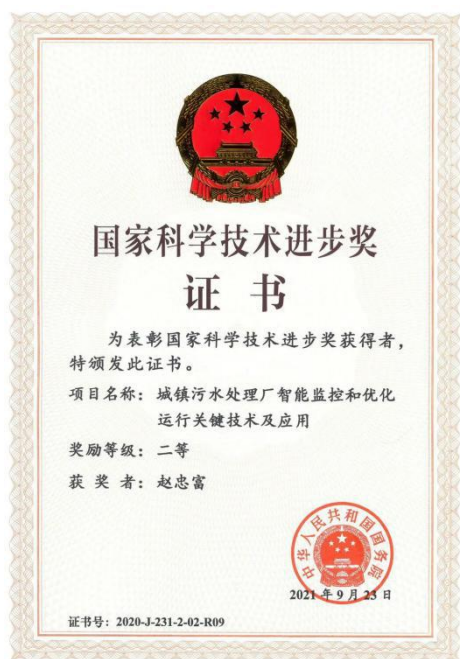 国家科学技术进步奖
证书
为表彰国家科学技术进步奖获得者，
特颁发此证书。
项目名称：城镇污水处理厂智能监控和优化
运行关键技术及应用
奖励等级：二等
获奖者：赵忠富
中华人民共和国国务院
2021年9月23日
证书号：2020-J-231-2-02-R09